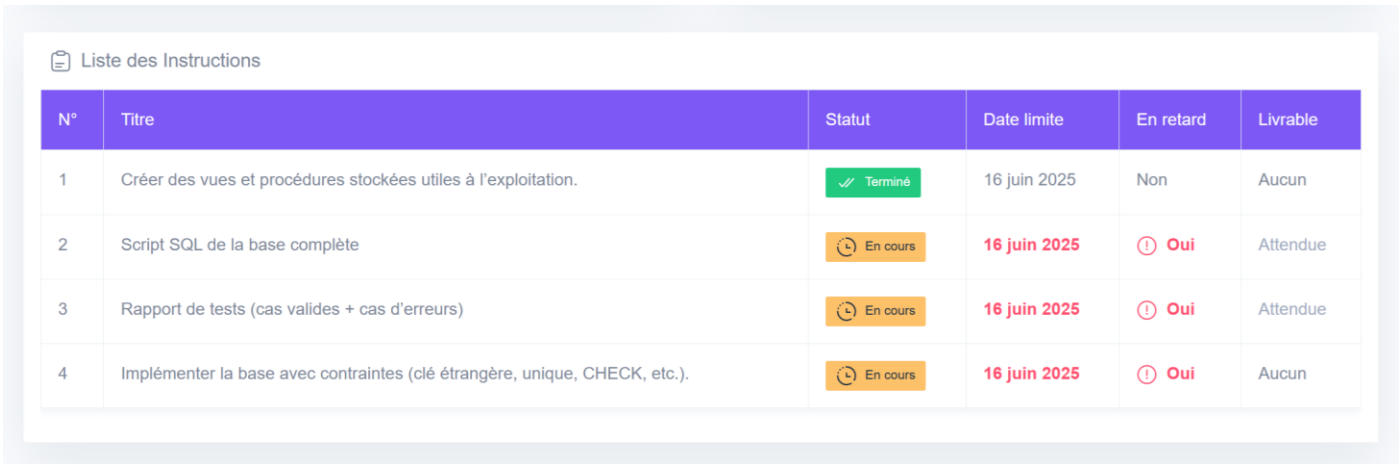 Liste des Instructions
N° Titre Statut Date limite En retard Livrable
1 Créer des vues et procédures stockées utiles à l’exploitation. Terminé 16 juin 2025 Non Aucun
2 Script SQL de la base complète En cours 16 juin 2025 Oui Attendue
3 Rapport de tests (cas valides + cas d’erreurs) En cours 16 juin 2025 Oui Attendue
4 Implémenter la base avec contraintes (clé étrangère, unique, CHECK, etc.). En cours 16 juin 2025 Oui Aucun